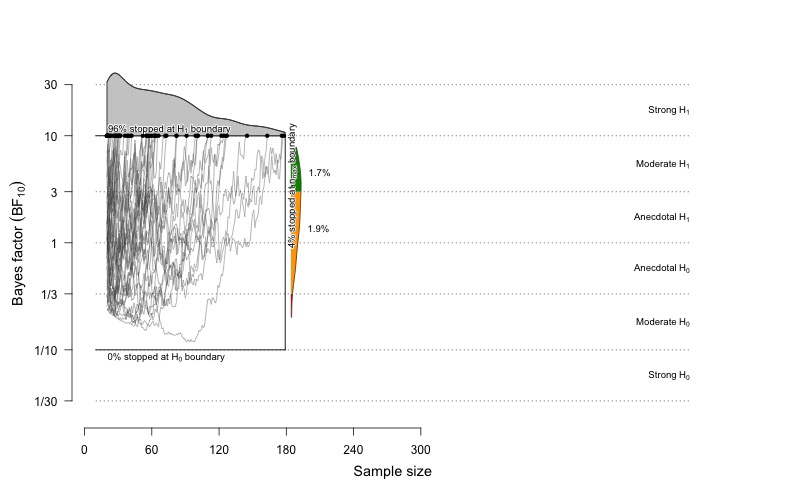 30
Strong H1
96% stopped at H1 boundary
10
Moderate H1
1.7%
3
4% stopped at nmax boundary
Anecdotal H1
1.9%
Bayes factor (BF10)
1
Anecdotal H0
1/3
Moderate H0
1/10
0% stopped at H0 boundary
Strong H0
1/30
0 60 120 180 240 300
Sample size